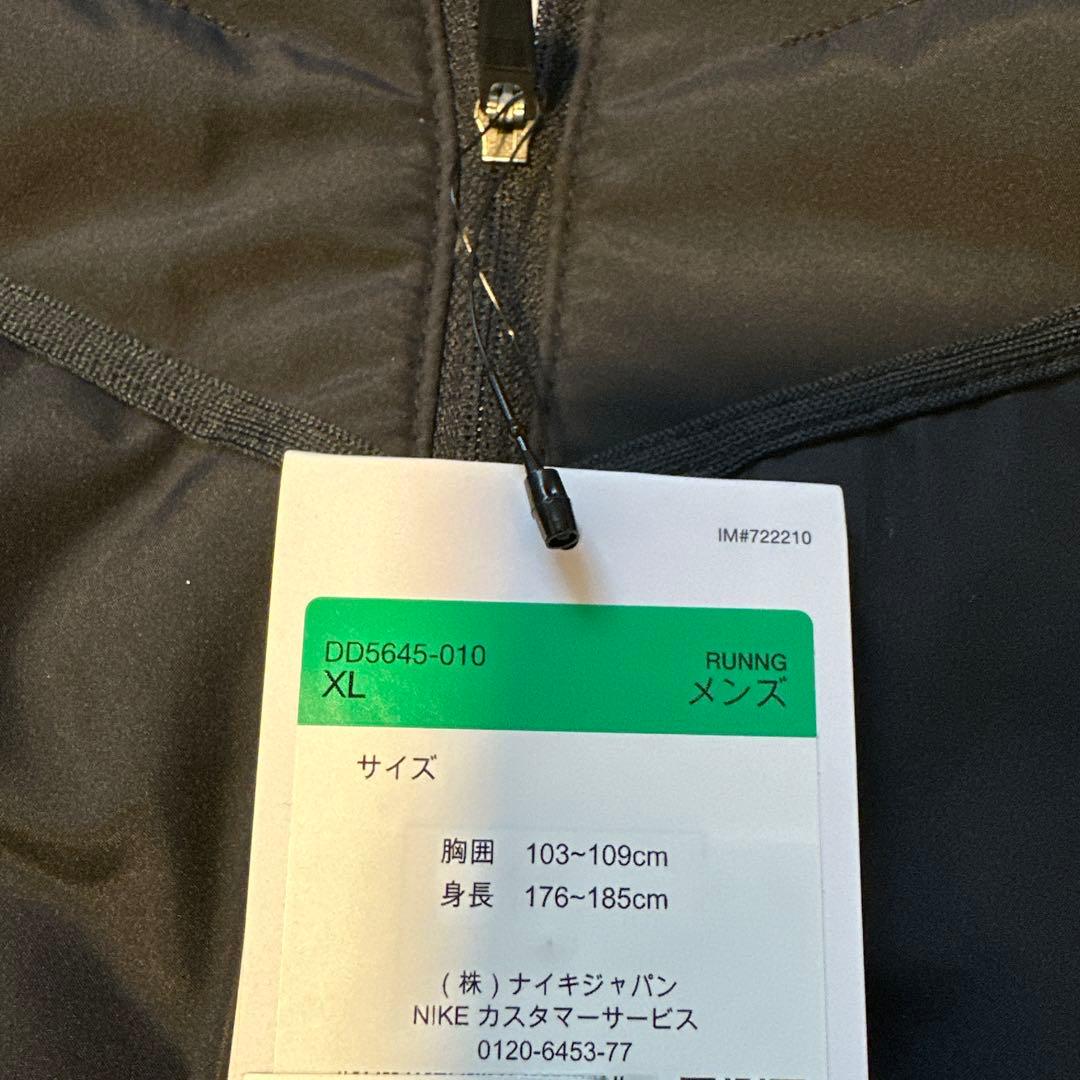 IM#722210
DD5645-010
XL
RUNNG
メンズ
サイズ
胸囲 103~109cm
身長 176~185cm
(株)ナイキジャパン
NIKE カスタマーサービス
0120-6453-77